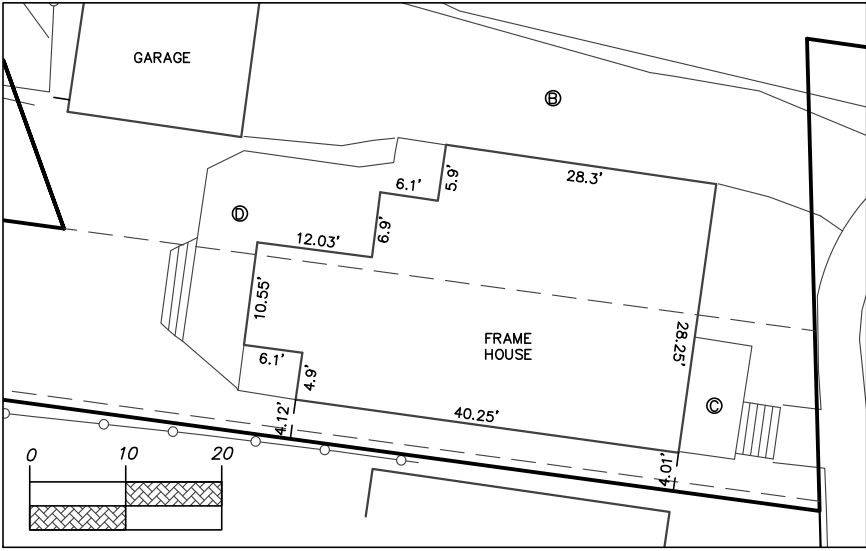 GARAGE
B
28.3'
6.1'
5.9'
D
6.9'
12.03'
10.55'
FRAME
HOUSE
28.25'
6.1'
4.9'
C
40.25'
4.12'
4.01'
0 10 20